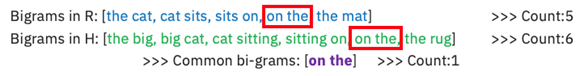 Bigrams in R: [the cat, cat sits, sits on, on the, the mat] >>> Count:5
Bigrams in H: [the big, big cat, cat sitting, sitting on, on the, the rug] >>> Count:6
>>> Common bi-grams: [on the] >>> Count:1